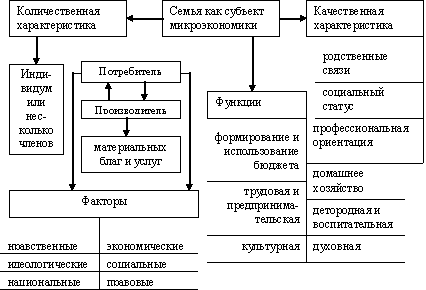 Количественная
характеристика
Семья как субъект
микроэкономики
Качественная
характеристика
Инди-
видум
или
нес-
колько
членов
Потребитель
Производитель
материальных
благ и услуг
Факторы
нравственные
экономические
идеологические
социальные
национальные
правовые
Функции
формирование и
использование
бюджета
трудовая и
предпринима-
тельская
культурная
родственные
связи
социальный
статус
профессиональная
ориентация
домашнее
хозяйство
детородная и
воспитательная
духовная